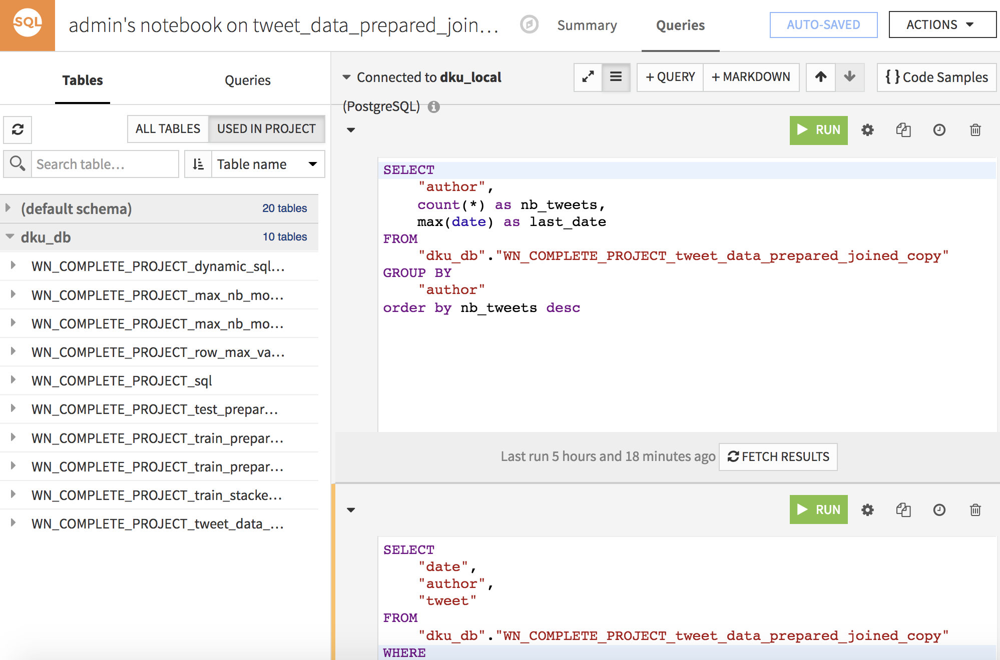 SQL
admin's notebook on tweet_data_prepared_join...
Summary
Queries
AUTO-SAVED
ACTIONS
Tables
Queries
ALL TABLES
USED IN PROJECT
Search table...
Table name
(default schema)
20 tables
dku_db
10 tables
WN_COMPLETE_PROJECT_dynamic_sql...
WN_COMPLETE_PROJECT_max_nb_mo...
WN_COMPLETE_PROJECT_max_nb_mo...
WN_COMPLETE_PROJECT_row_max_va...
WN_COMPLETE_PROJECT_sql
WN_COMPLETE_PROJECT_test_prepar...
WN_COMPLETE_PROJECT_train_prepar...
WN_COMPLETE_PROJECT_train_prepar...
WN_COMPLETE_PROJECT_train_stacke...
WN_COMPLETE_PROJECT_tweet_data_...
Connected to dku_local
(PostgreSQL)
+ QUERY
+ MARKDOWN
{ } Code Samples
RUN
SELECT
"author",
count(*) as nb_tweets,
max(date) as last_date
FROM
"dku_db"."WN_COMPLETE_PROJECT_tweet_data_prepared_joined_copy"
GROUP BY
"author"
order by nb_tweets desc
Last run 5 hours and 18 minutes ago
FETCH RESULTS
RUN
SELECT
"date",
"author",
"tweet"
FROM
"dku_db"."WN_COMPLETE_PROJECT_tweet_data_prepared_joined_copy"
WHERE